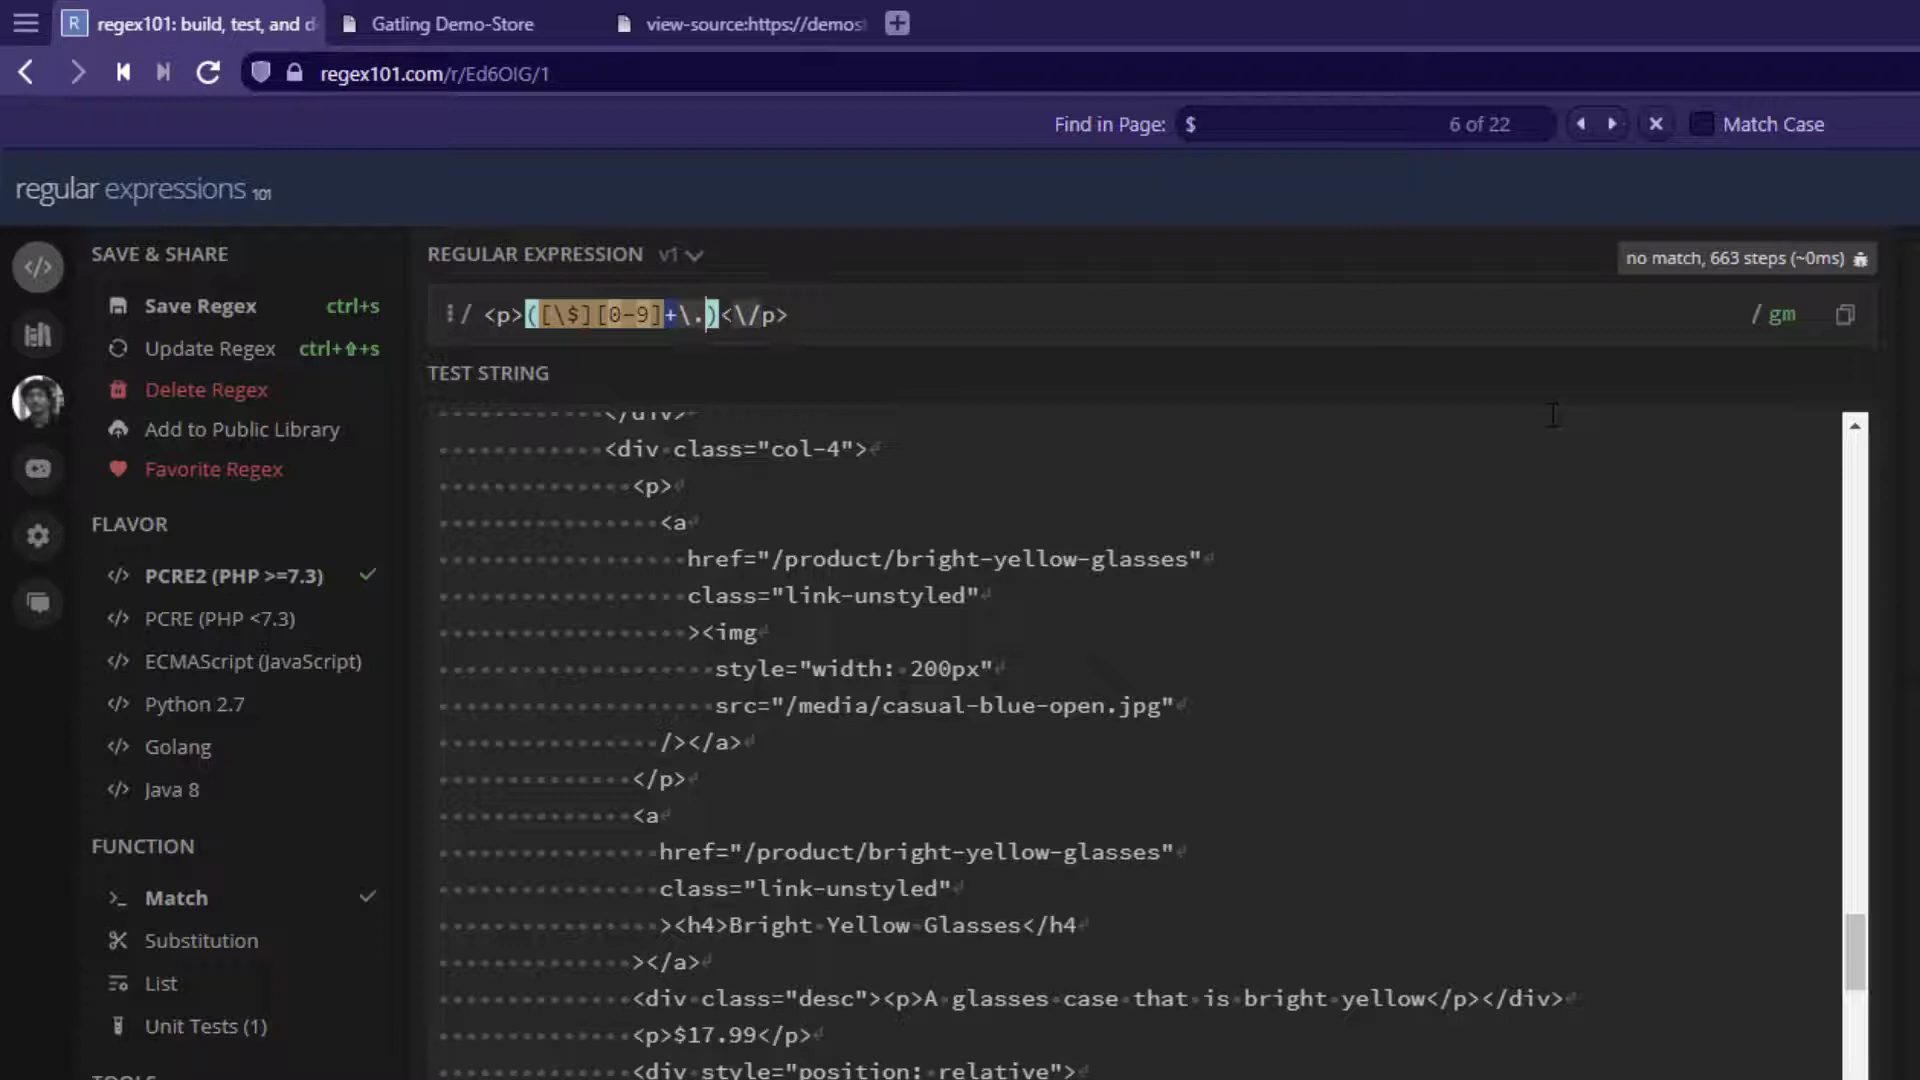 R regex101: build, test, and d
Gatling Demo-Store
view-source:https://demost
regex101.com/r/Ed6OIG/1
Find in Page: $ 6 of 22 Match Case
regular expressions 101
SAVE & SHARE
Save Regex ctrl+s
Update Regex ctrl+⇧+s
Delete Regex
Add to Public Library
Favorite Regex
FLAVOR
PCRE2 (PHP >=7.3)
PCRE (PHP <7.3)
ECMAScript (JavaScript)
Python 2.7
Golang
Java 8
FUNCTION
Match
Substitution
List
Unit Tests (1)
TOOLS
REGULAR EXPRESSION v1
no match, 663 steps (~0ms)
/ <p>([\$][0-9]+\.)<\/p> / gm
TEST STRING
</div>
<div class="col-4">
<p>
<a
href="/product/bright-yellow-glasses"
class="link-unstyled"
><img
style="width: 200px"
src="/media/casual-blue-open.jpg"
/></a>
</p>
<a
href="/product/bright-yellow-glasses"
class="link-unstyled"
><h4>Bright Yellow Glasses</h4
></a>
<div class="desc"><p>A glasses case that is bright yellow</p></div>
<p>$17.99</p>
<div style="position: relative">